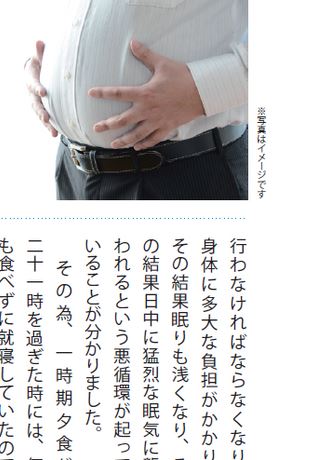 ※写真はイメージです
行わなければならなくなり
身体に多大な負担がかかり
その結果眠りも浅くなり、そ
の結果日中に猛烈な眠気に襲
われるという悪循環が起って
いることが分かりました。
その為、一時期夕食が
二十一時を過ぎた時には、
も食べずに就寝していたので